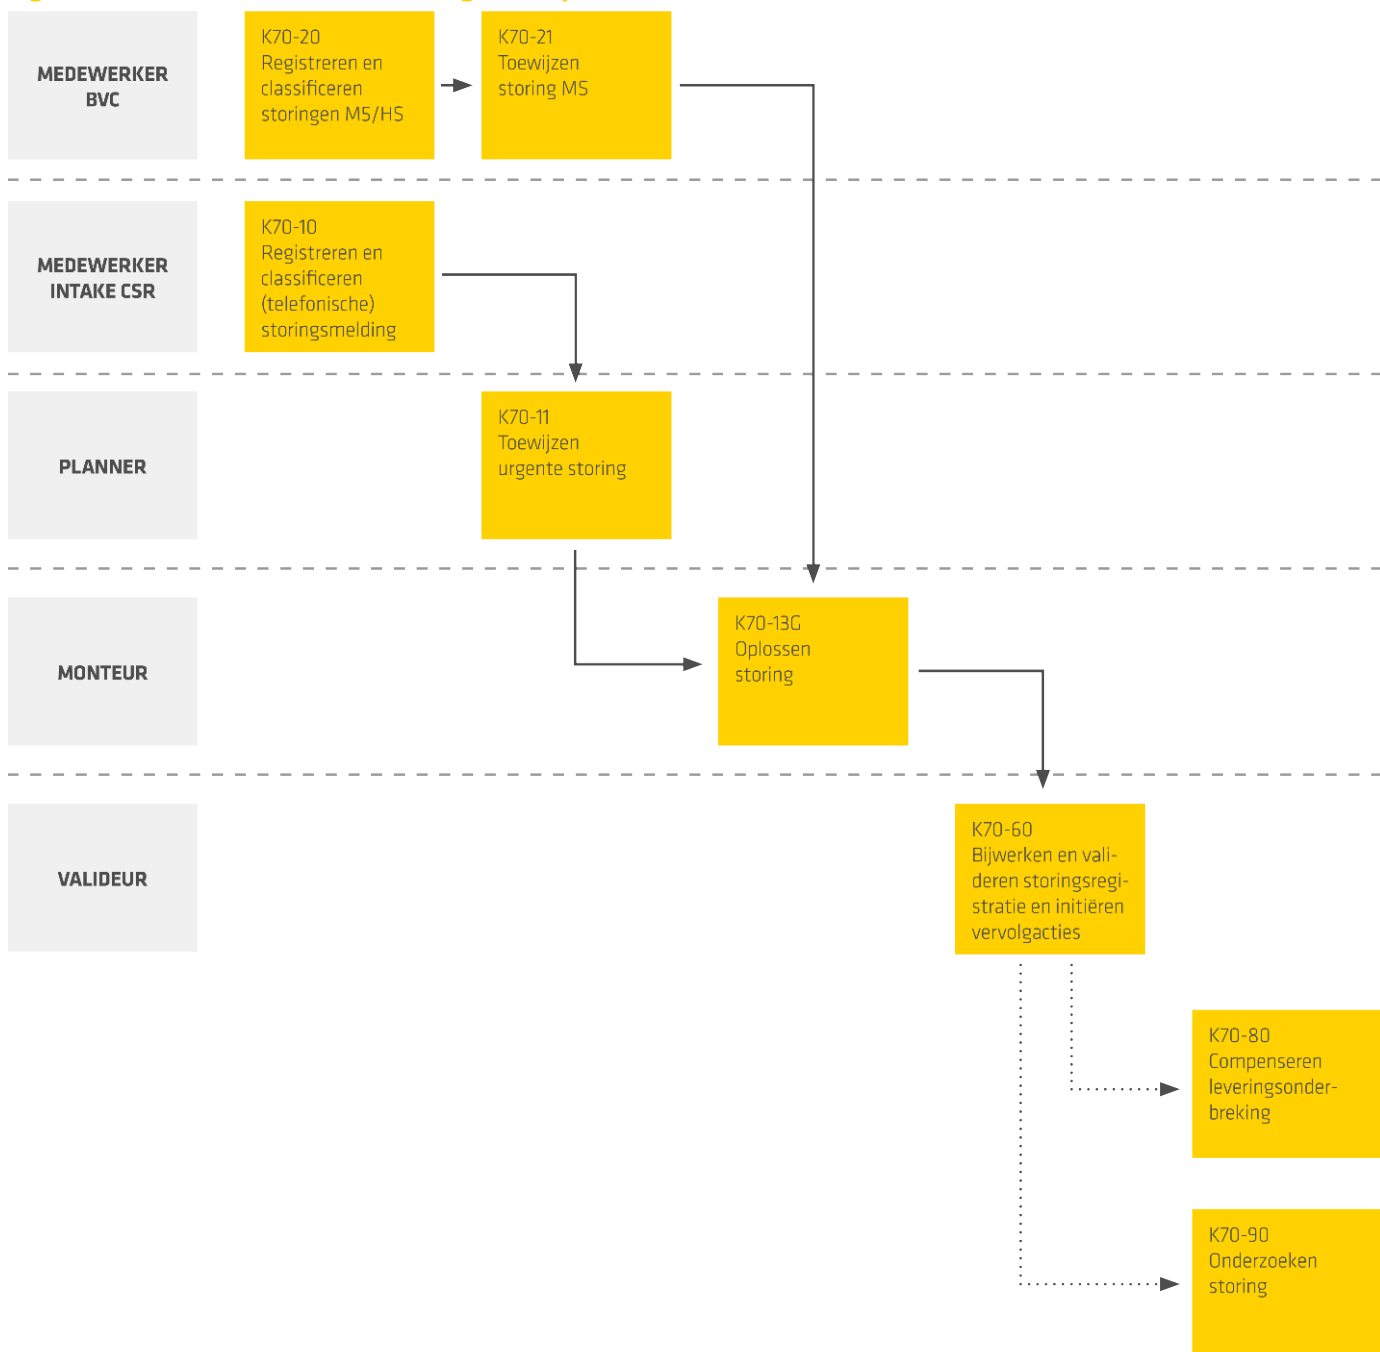 MEDEWERKER
BVC
K70-20
Registreren en
classificeren
storingen MS/HS
K70-21
Toewijzen
storing MS
MEDEWERKER
INTAKE CSR
K70-10
Registreren en
classificeren
(telefonische)
storingsmelding
PLANNER
K70-11
Toewijzen
urgente storing
MONTEUR
K70-13G
Oplossen
storing
VALIDEUR
K70-60
Bijwerken en vali-
deren storingsregi-
stratie en initiëren
vervolgacties
K70-80
Compenseren
leveringsonder-
breking
K70-90
Onderzoeken
storing